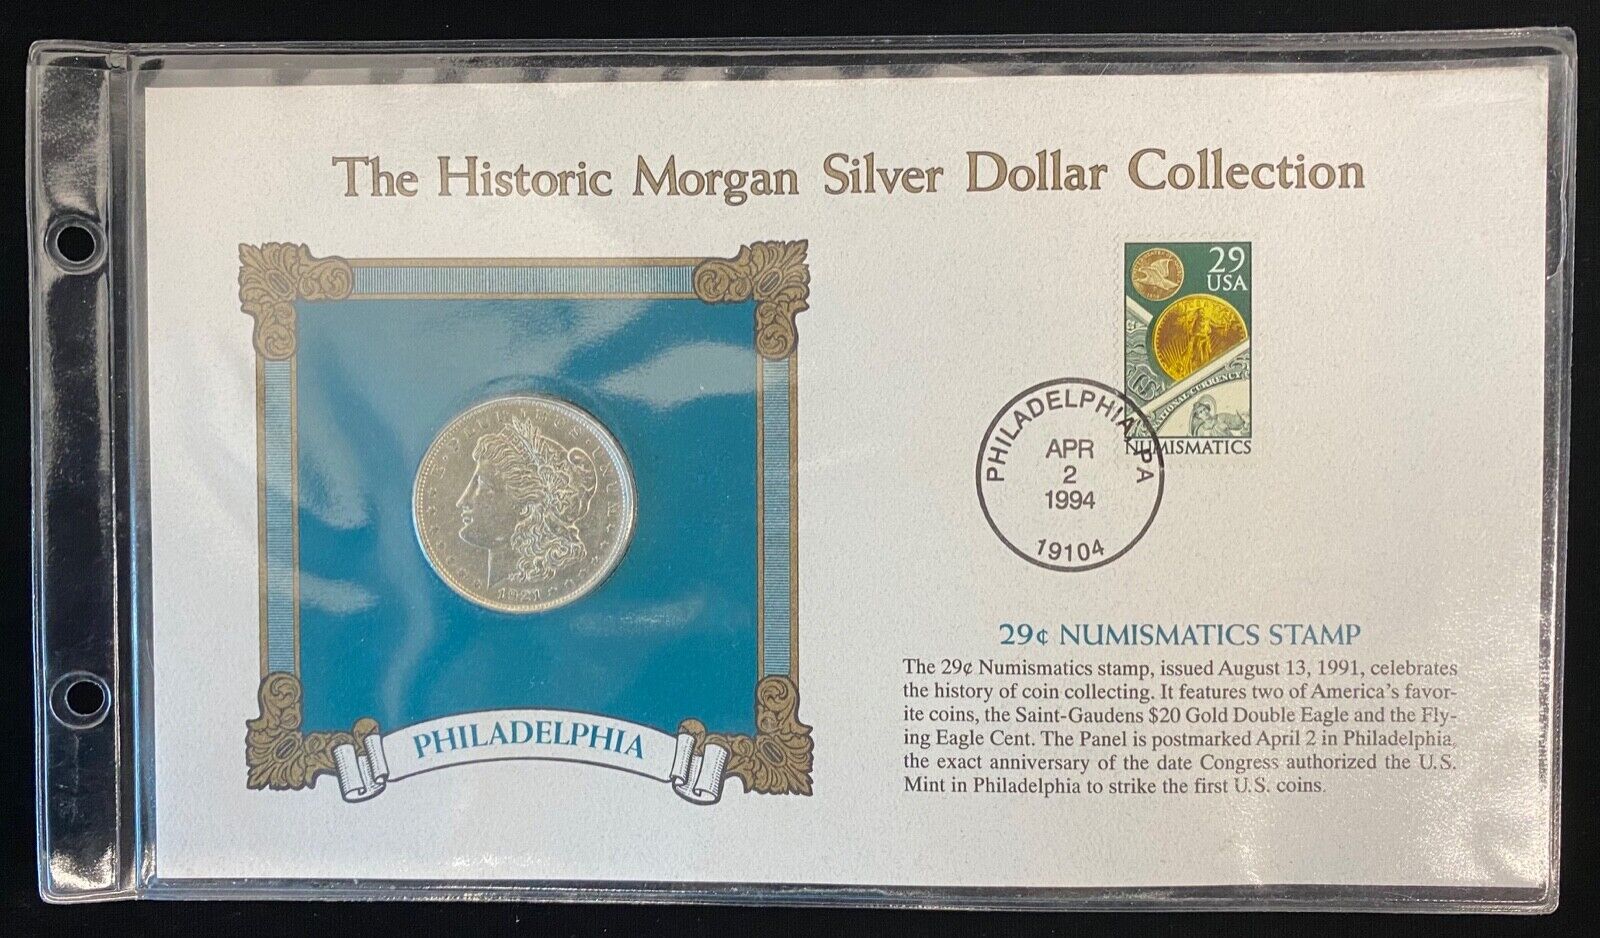 The Historic Morgan Silver Dollar Collection
1921
PHILADELPHIA
29
USA
NUMISMATICS
PHILADELPHIA, PA
APR
2
1994
19104
29¢ NUMISMATICS STAMP
The 29¢ Numismatics stamp, issued August 13, 1991, celebrates
the history of coin collecting. It features two of America's favor-
ite coins, the Saint-Gaudens $20 Gold Double Eagle and the Fly-
ing Eagle Cent. The Panel is postmarked April 2 in Philadelphia,
the exact anniversary of the date Congress authorized the U.S.
Mint in Philadelphia to strike the first U.S. coins.